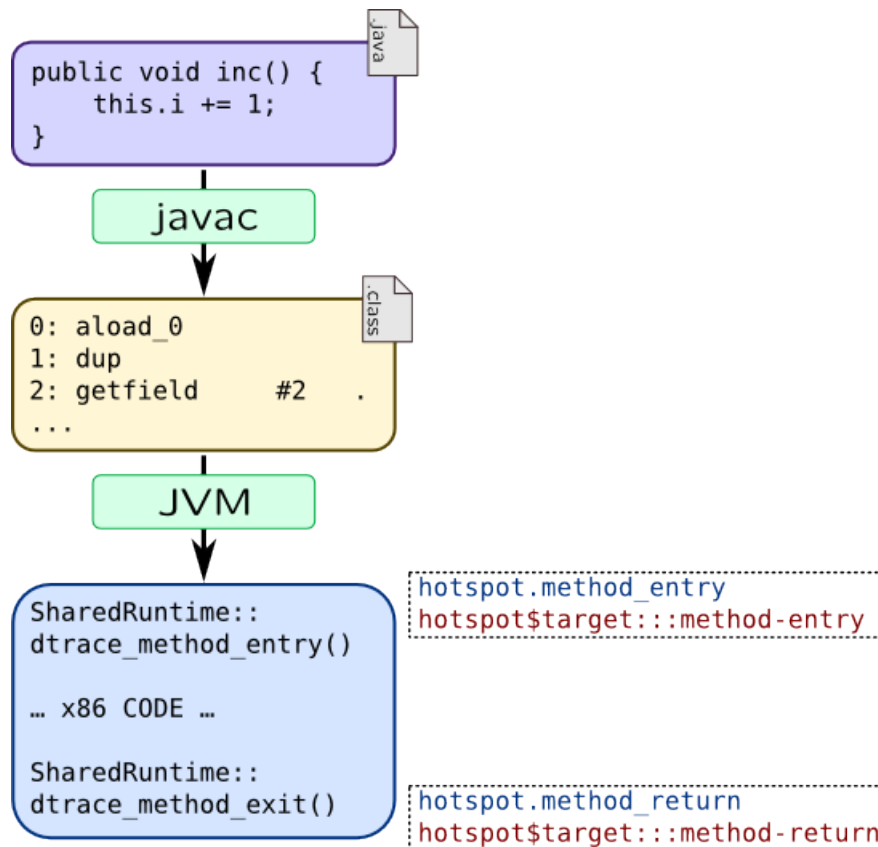 .java
public void inc() {
    this.i += 1;
}
javac
.class
0: aload_0
1: dup
2: getfield     #2   .
...
JVM
SharedRuntime::
dtrace_method_entry()
hotspot.method_entry
hotspot$target:::method-entry
… x86 CODE …
SharedRuntime::
dtrace_method_exit()
hotspot.method_return
hotspot$target:::method-return